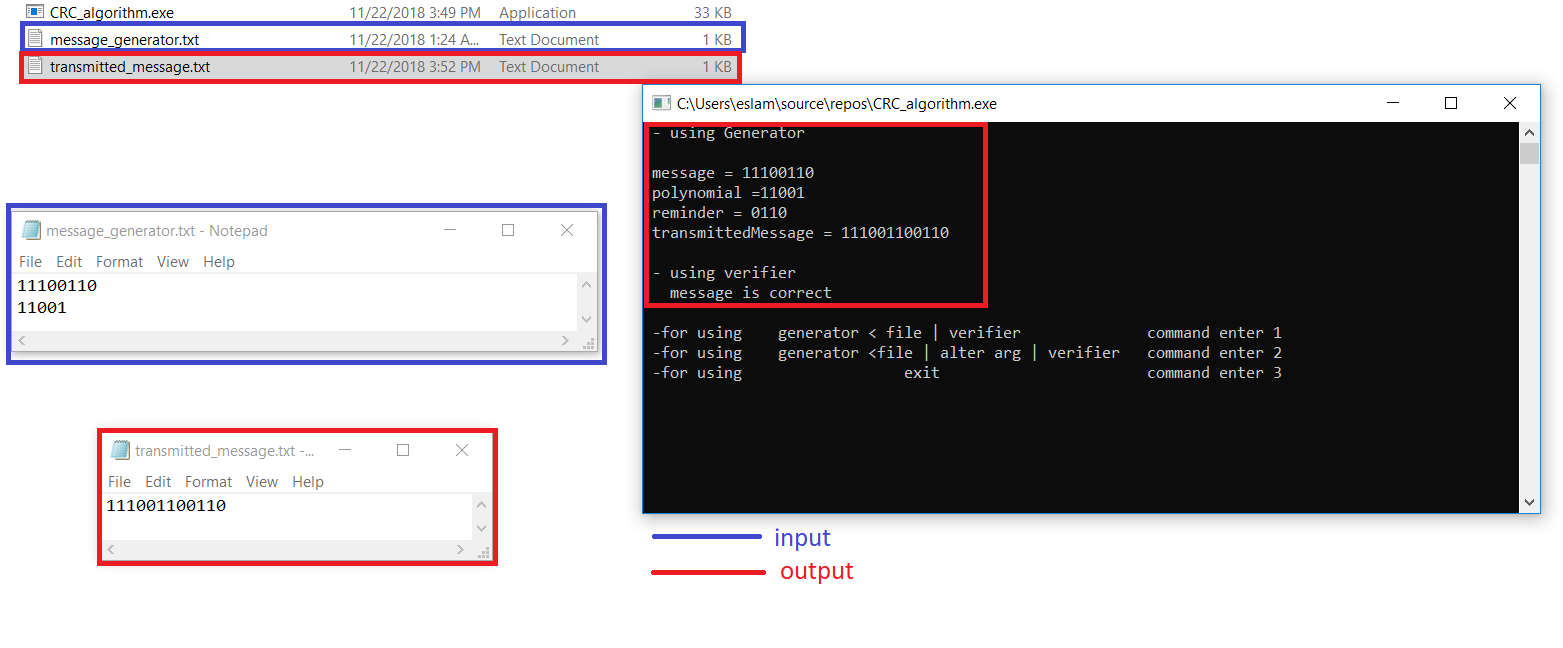 CRC_algorithm.exe 11/22/2018 3:49 PM Application 33 KB
message_generator.txt 11/22/2018 1:24 A... Text Document 1 KB
transmitted_message.txt 11/22/2018 3:52 PM Text Document 1 KB
C:\Users\eslam\source\repos\CRC_algorithm.exe
- using Generator
message = 11100110
polynomial =11001
reminder = 0110
transmittedMessage = 111001100110
- using verifier
message is correct
-for using generator < file | verifier command enter 1
-for using generator <file | alter arg | verifier command enter 2
-for using exit command enter 3
message_generator.txt - Notepad
File Edit Format View Help
11100110
11001
transmitted_message.txt -...
File Edit Format View Help
111001100110
input
output